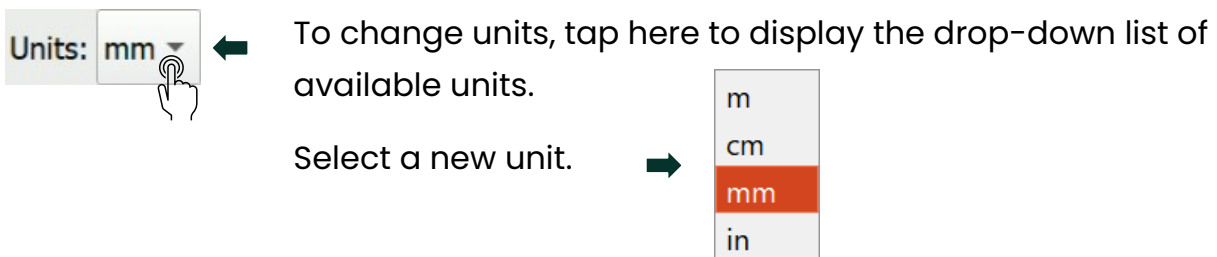 Units: mm
To change units, tap here to display the drop-down list of
available units.
Select a new unit.
m
cm
mm
in